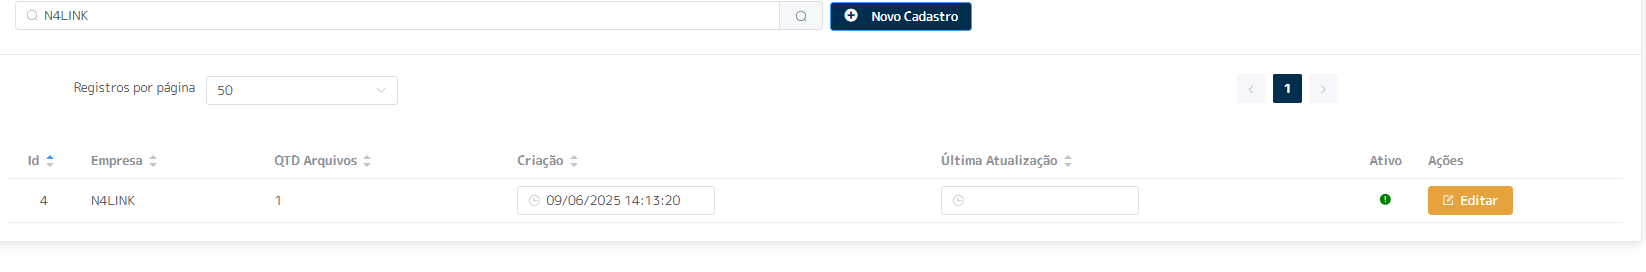 N4LINK Novo Cadastro
Registros por página 50 1
Id Empresa QTD Arquivos Criação Última Atualização Ativo Ações
4 N4LINK 1 09/06/2025 14:13:20 Editar